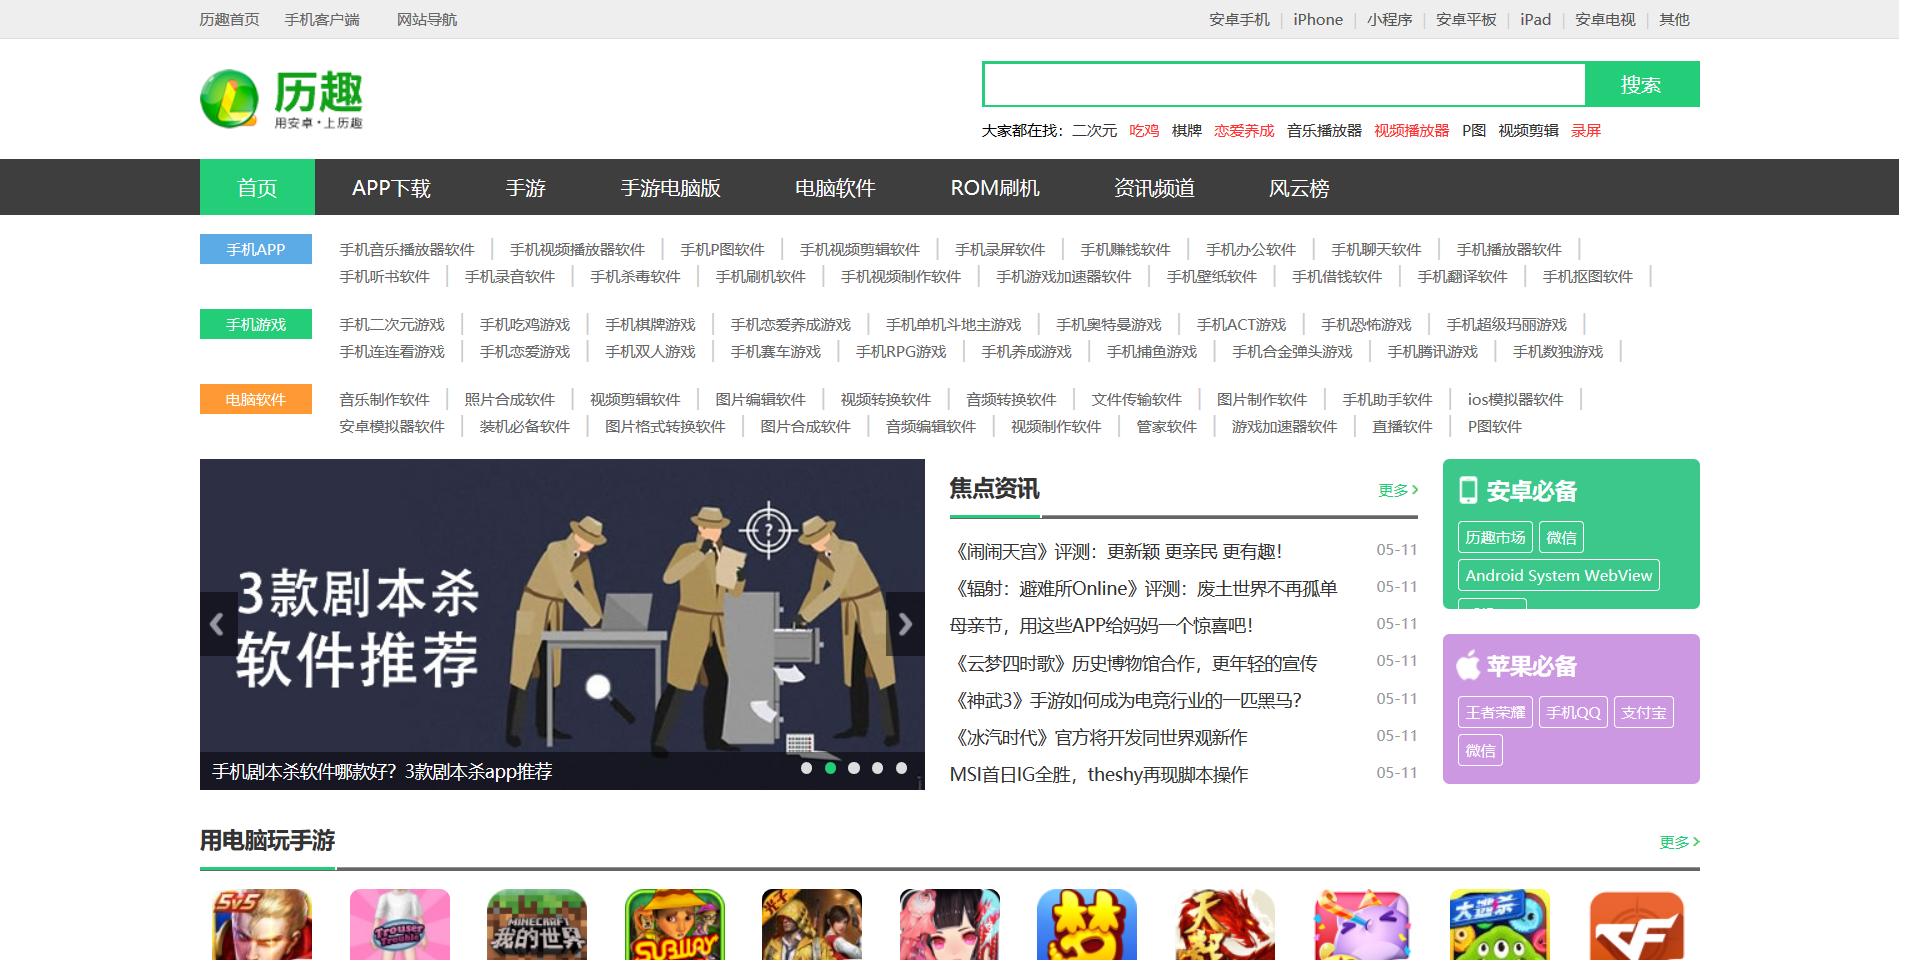 历趣首页 手机客户端 网站导航 安卓手机 | iPhone | 小程序 | 安卓平板 | iPad | 安卓电视 | 其他
历趣
用安卓·上历趣
搜索
大家都在找: 二次元 吃鸡 棋牌 恋爱养成 音乐播放器 视频播放器 P图 视频剪辑 录屏
首页 APP下载 手游 手游电脑版 电脑软件 ROM刷机 资讯频道 风云榜
手机APP 手机音乐播放器软件 | 手机视频播放器软件 | 手机P图软件 | 手机视频剪辑软件 | 手机录屏软件 | 手机赚钱软件 | 手机办公软件 | 手机聊天软件 | 手机播放器软件 |
手机听书软件 | 手机录音软件 | 手机杀毒软件 | 手机刷机软件 | 手机视频制作软件 | 手机游戏加速器软件 | 手机壁纸软件 | 手机借钱软件 | 手机翻译软件 | 手机抠图软件 |
手机游戏 手机二次元游戏 | 手机吃鸡游戏 | 手机棋牌游戏 | 手机恋爱养成游戏 | 手机单机斗地主游戏 | 手机奥特曼游戏 | 手机ACT游戏 | 手机恐怖游戏 | 手机超级玛丽游戏 |
手机连连看游戏 | 手机恋爱游戏 | 手机双人游戏 | 手机赛车游戏 | 手机RPG游戏 | 手机养成游戏 | 手机捕鱼游戏 | 手机合金弹头游戏 | 手机腾讯游戏 | 手机数独游戏 |
电脑软件 音乐制作软件 | 照片合成软件 | 视频剪辑软件 | 图片编辑软件 | 视频转换软件 | 音频转换软件 | 文件传输软件 | 图片制作软件 | 手机助手软件 | ios模拟器软件 |
安卓模拟器软件 | 装机必备软件 | 图片格式转换软件 | 图片合成软件 | 音频编辑软件 | 视频制作软件 | 管家软件 | 游戏加速器软件 | 直播软件 | P图软件
3款剧本杀
软件推荐
手机剧本杀软件哪款好？3款剧本杀app推荐
焦点资讯 更多
《闹闹天宫》评测：更新颖 更亲民 更有趣！ 05-11
《辐射：避难所Online》评测：废土世界不再孤单 05-11
母亲节，用这些APP给妈妈一个惊喜吧！ 05-11
《云梦四时歌》历史博物馆合作，更年轻的宣传 05-11
《神武3》手游如何成为电竞行业的一匹黑马？ 05-11
《冰汽时代》官方将开发同世界观新作 05-11
MSI首日IG全胜，theshy再现脚本操作 05-11
安卓必备
历趣市场 微信
Android System WebView
苹果必备
王者荣耀 手机QQ 支付宝
微信
用电脑玩手游 更多
5V5
Trouser Trouble
MINECRAFT
我的世界
SUBWAY
光子
梦
天龙
大逃杀
CF